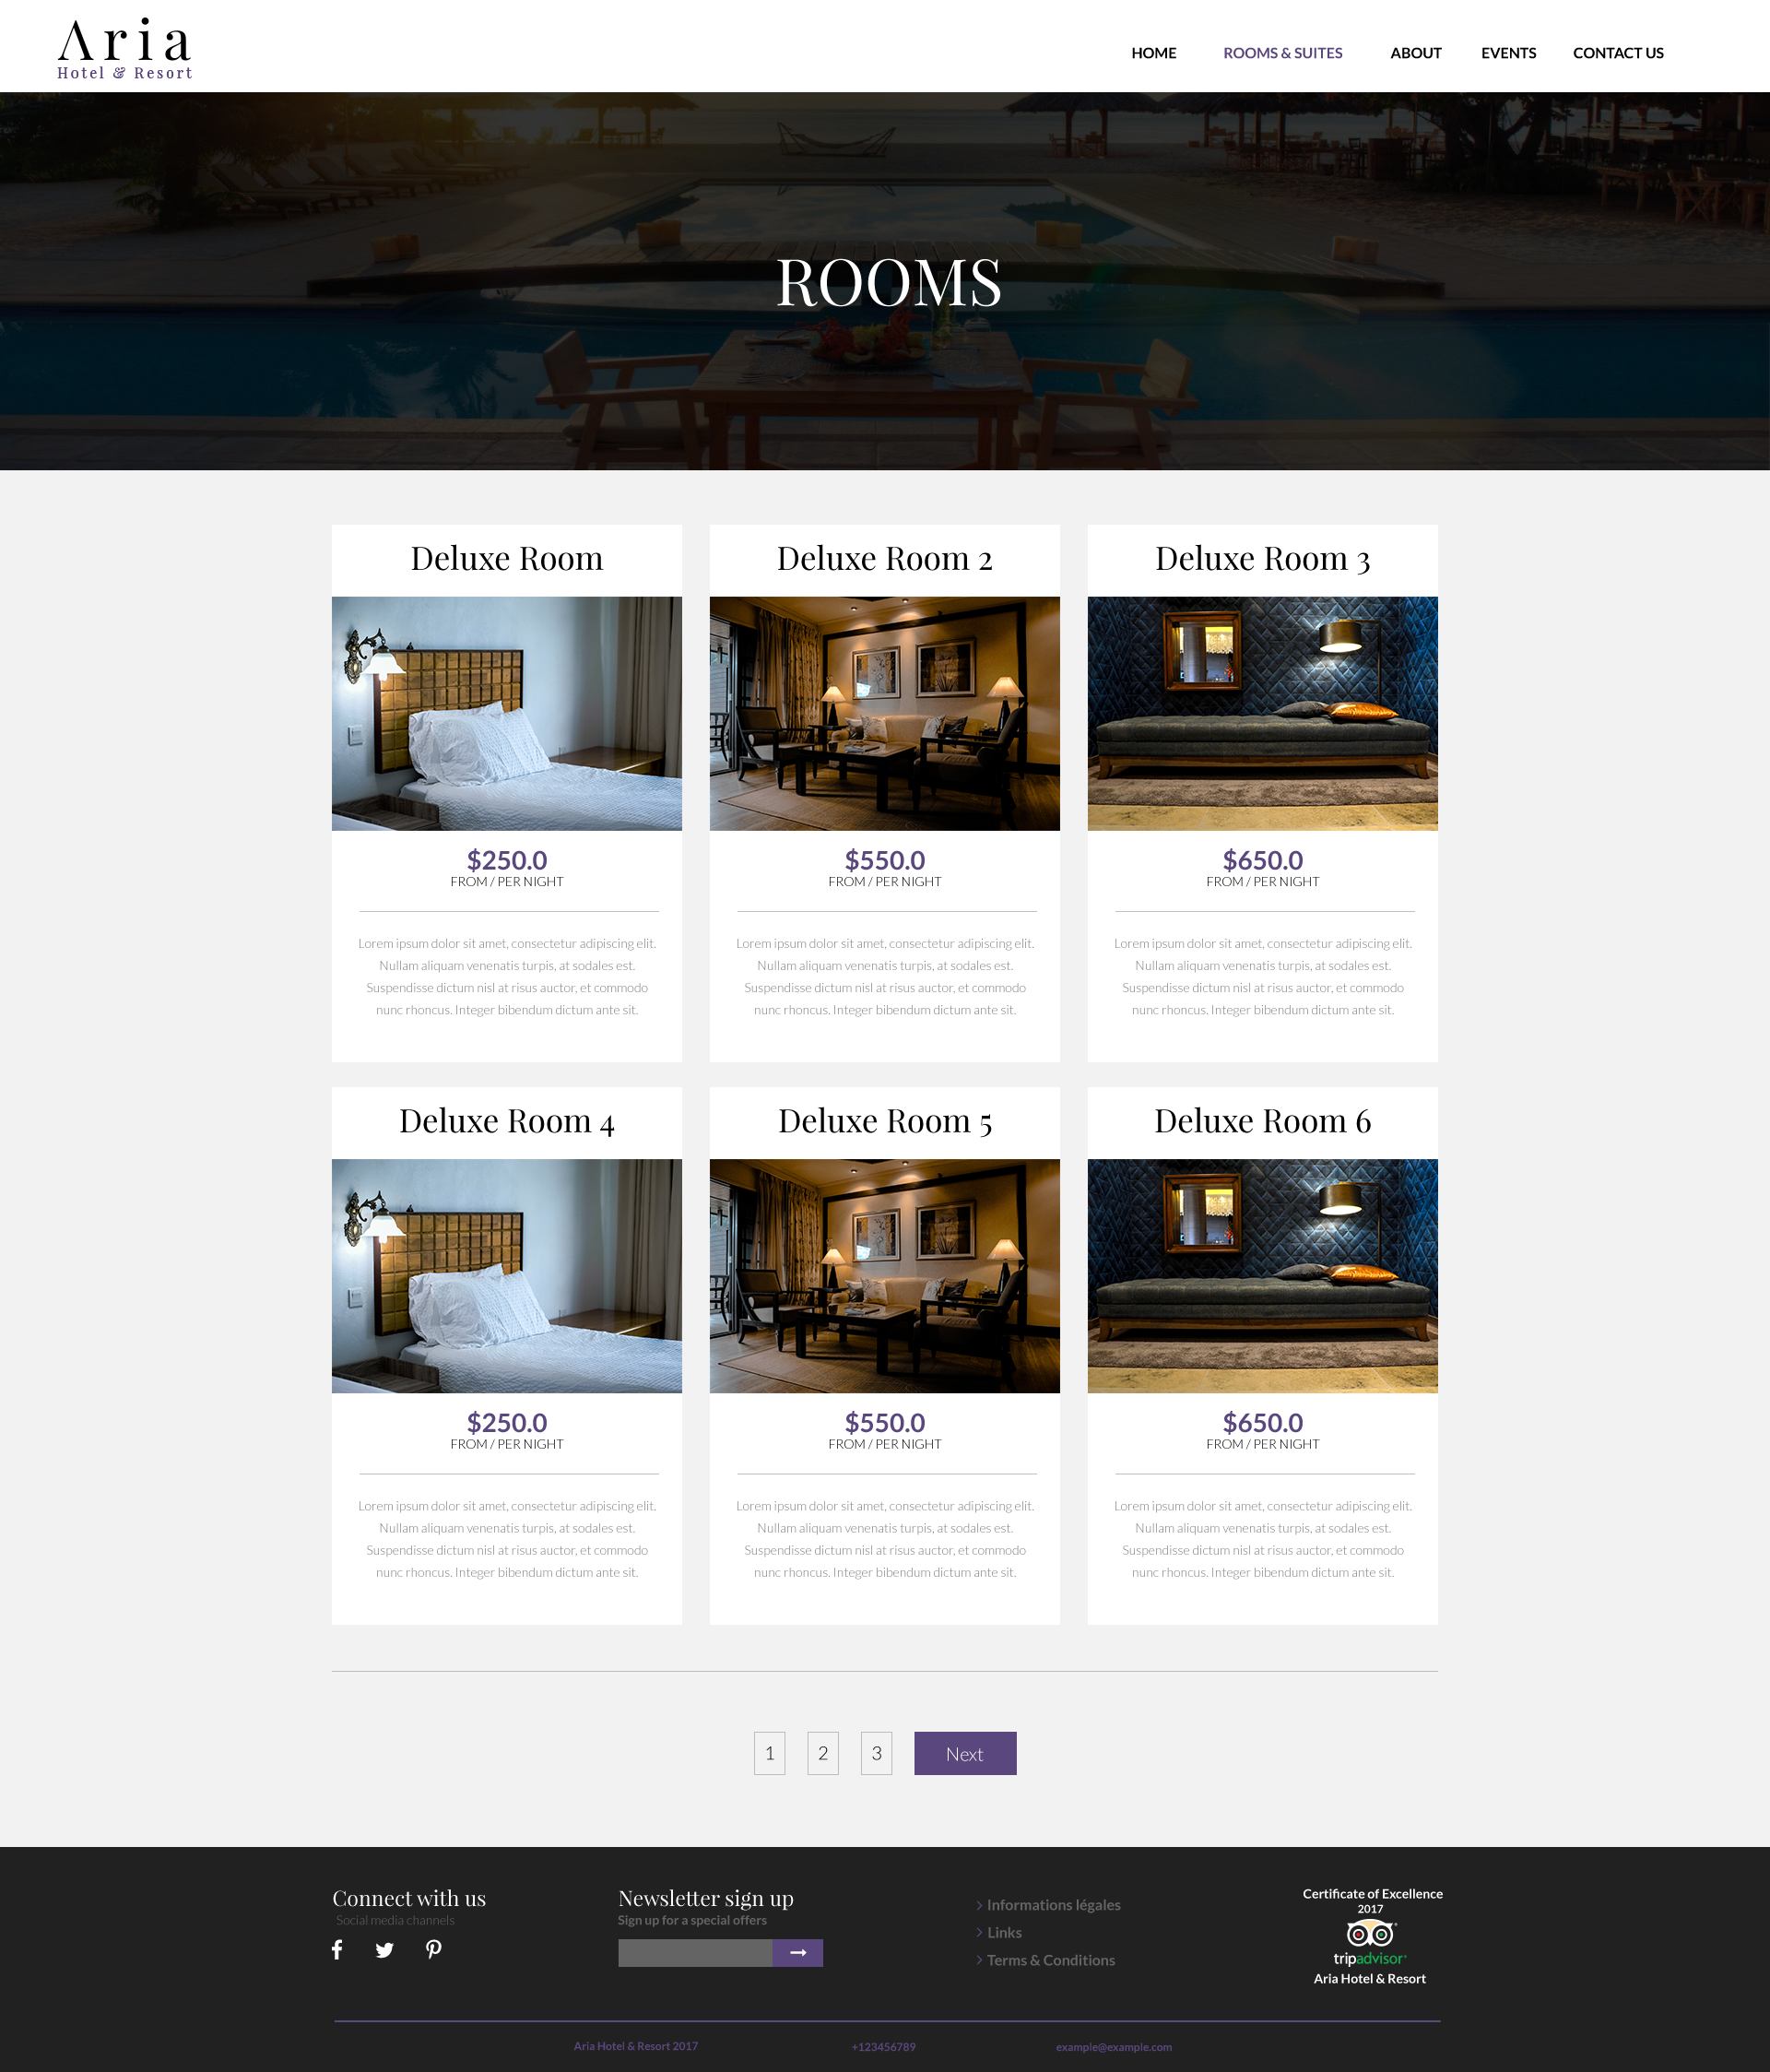 Aria
Hotel & Resort
HOME ROOMS & SUITES ABOUT EVENTS CONTACT US
ROOMS
Deluxe Room
$250.0
FROM / PER NIGHT
Lorem ipsum dolor sit amet, consectetur adipiscing elit.
Nullam aliquam venenatis turpis, at sodales est.
Suspendisse dictum nisl at risus auctor, et commodo
nunc rhoncus. Integer bibendum dictum ante sit.
Deluxe Room 2
$550.0
FROM / PER NIGHT
Lorem ipsum dolor sit amet, consectetur adipiscing elit.
Nullam aliquam venenatis turpis, at sodales est.
Suspendisse dictum nisl at risus auctor, et commodo
nunc rhoncus. Integer bibendum dictum ante sit.
Deluxe Room 3
$650.0
FROM / PER NIGHT
Lorem ipsum dolor sit amet, consectetur adipiscing elit.
Nullam aliquam venenatis turpis, at sodales est.
Suspendisse dictum nisl at risus auctor, et commodo
nunc rhoncus. Integer bibendum dictum ante sit.
Deluxe Room 4
$250.0
FROM / PER NIGHT
Lorem ipsum dolor sit amet, consectetur adipiscing elit.
Nullam aliquam venenatis turpis, at sodales est.
Suspendisse dictum nisl at risus auctor, et commodo
nunc rhoncus. Integer bibendum dictum ante sit.
Deluxe Room 5
$550.0
FROM / PER NIGHT
Lorem ipsum dolor sit amet, consectetur adipiscing elit.
Nullam aliquam venenatis turpis, at sodales est.
Suspendisse dictum nisl at risus auctor, et commodo
nunc rhoncus. Integer bibendum dictum ante sit.
Deluxe Room 6
$650.0
FROM / PER NIGHT
Lorem ipsum dolor sit amet, consectetur adipiscing elit.
Nullam aliquam venenatis turpis, at sodales est.
Suspendisse dictum nisl at risus auctor, et commodo
nunc rhoncus. Integer bibendum dictum ante sit.
1 2 3 Next
Connect with us
Social media channels
Newsletter sign up
Sign up for a special offers
Informations légales
Links
Terms & Conditions
Certificate of Excellence
2017
tripadvisor
Aria Hotel & Resort
Aria Hotel & Resort 2017 +123456789 example@example.com